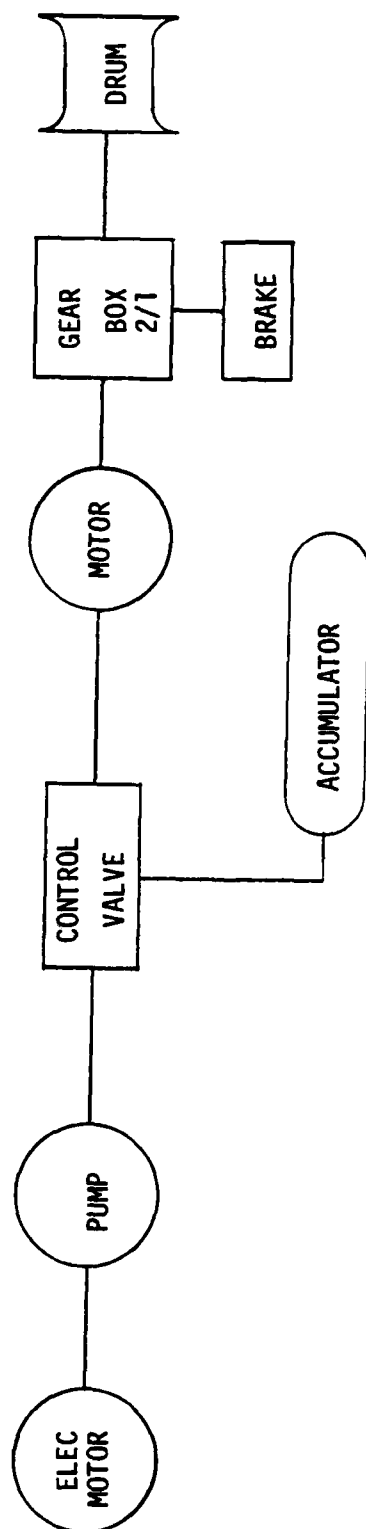 ELEC
MOTOR
PUMP
CONTROL
VALVE
ACCUMULATOR
MOTOR
GEAR
BOX
2/1
BRAKE
DRUM